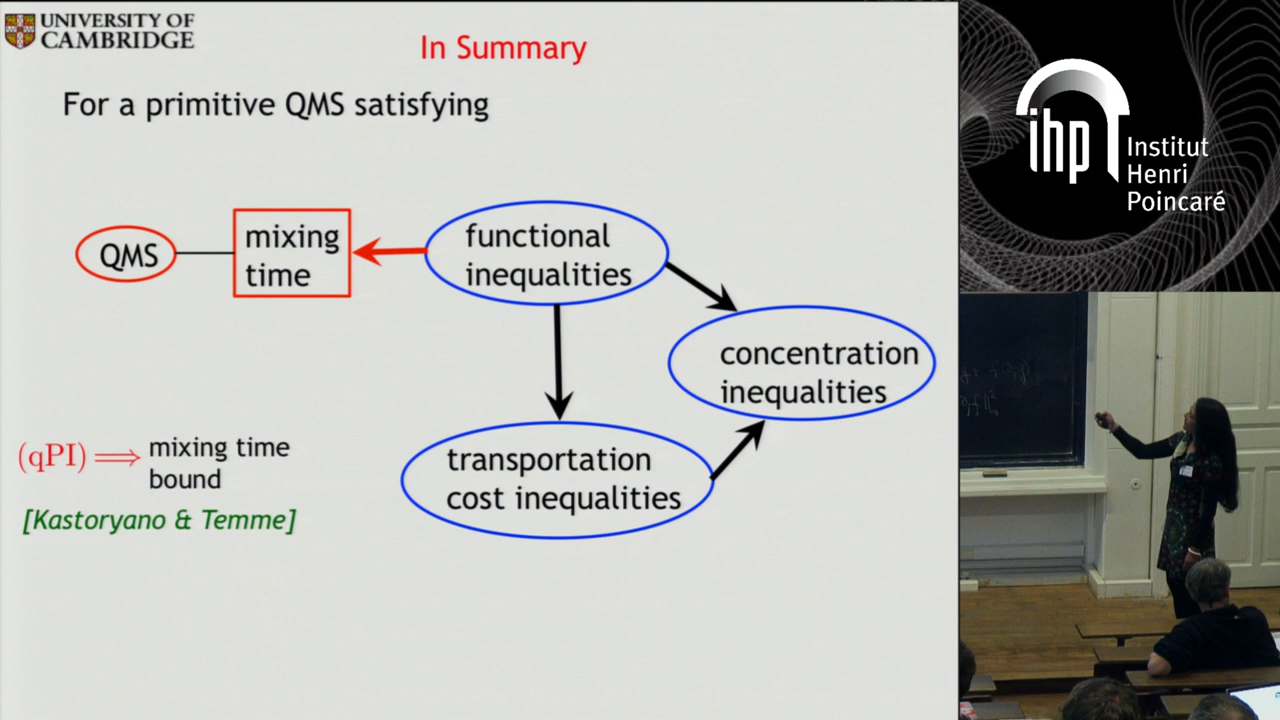 UNIVERSITY OF
CAMBRIDGE
In Summary
For a primitive QMS satisfying
QMS
mixing
time
functional
inequalities
concentration
inequalities
transportation
cost inequalities
(qPI) ⟹ mixing time
bound
[Kastoryano & Temme]
ihp
Institut
Henri
Poincaré